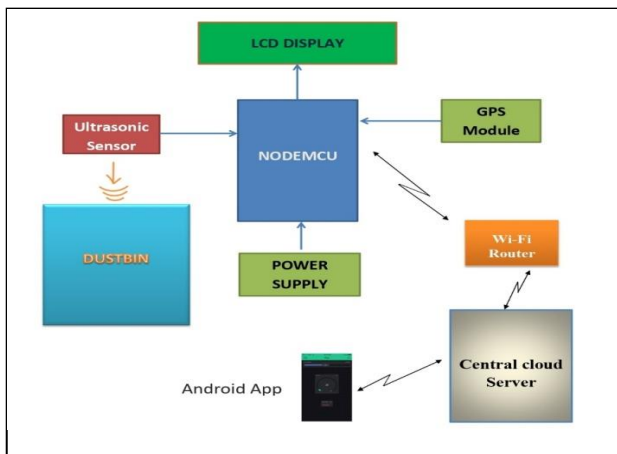 LCD DISPLAY
Ultrasonic
Sensor
NODEMCU
GPS
Module
DUSTBIN
POWER
SUPPLY
Wi-Fi
Router
Central cloud
Server
Android App